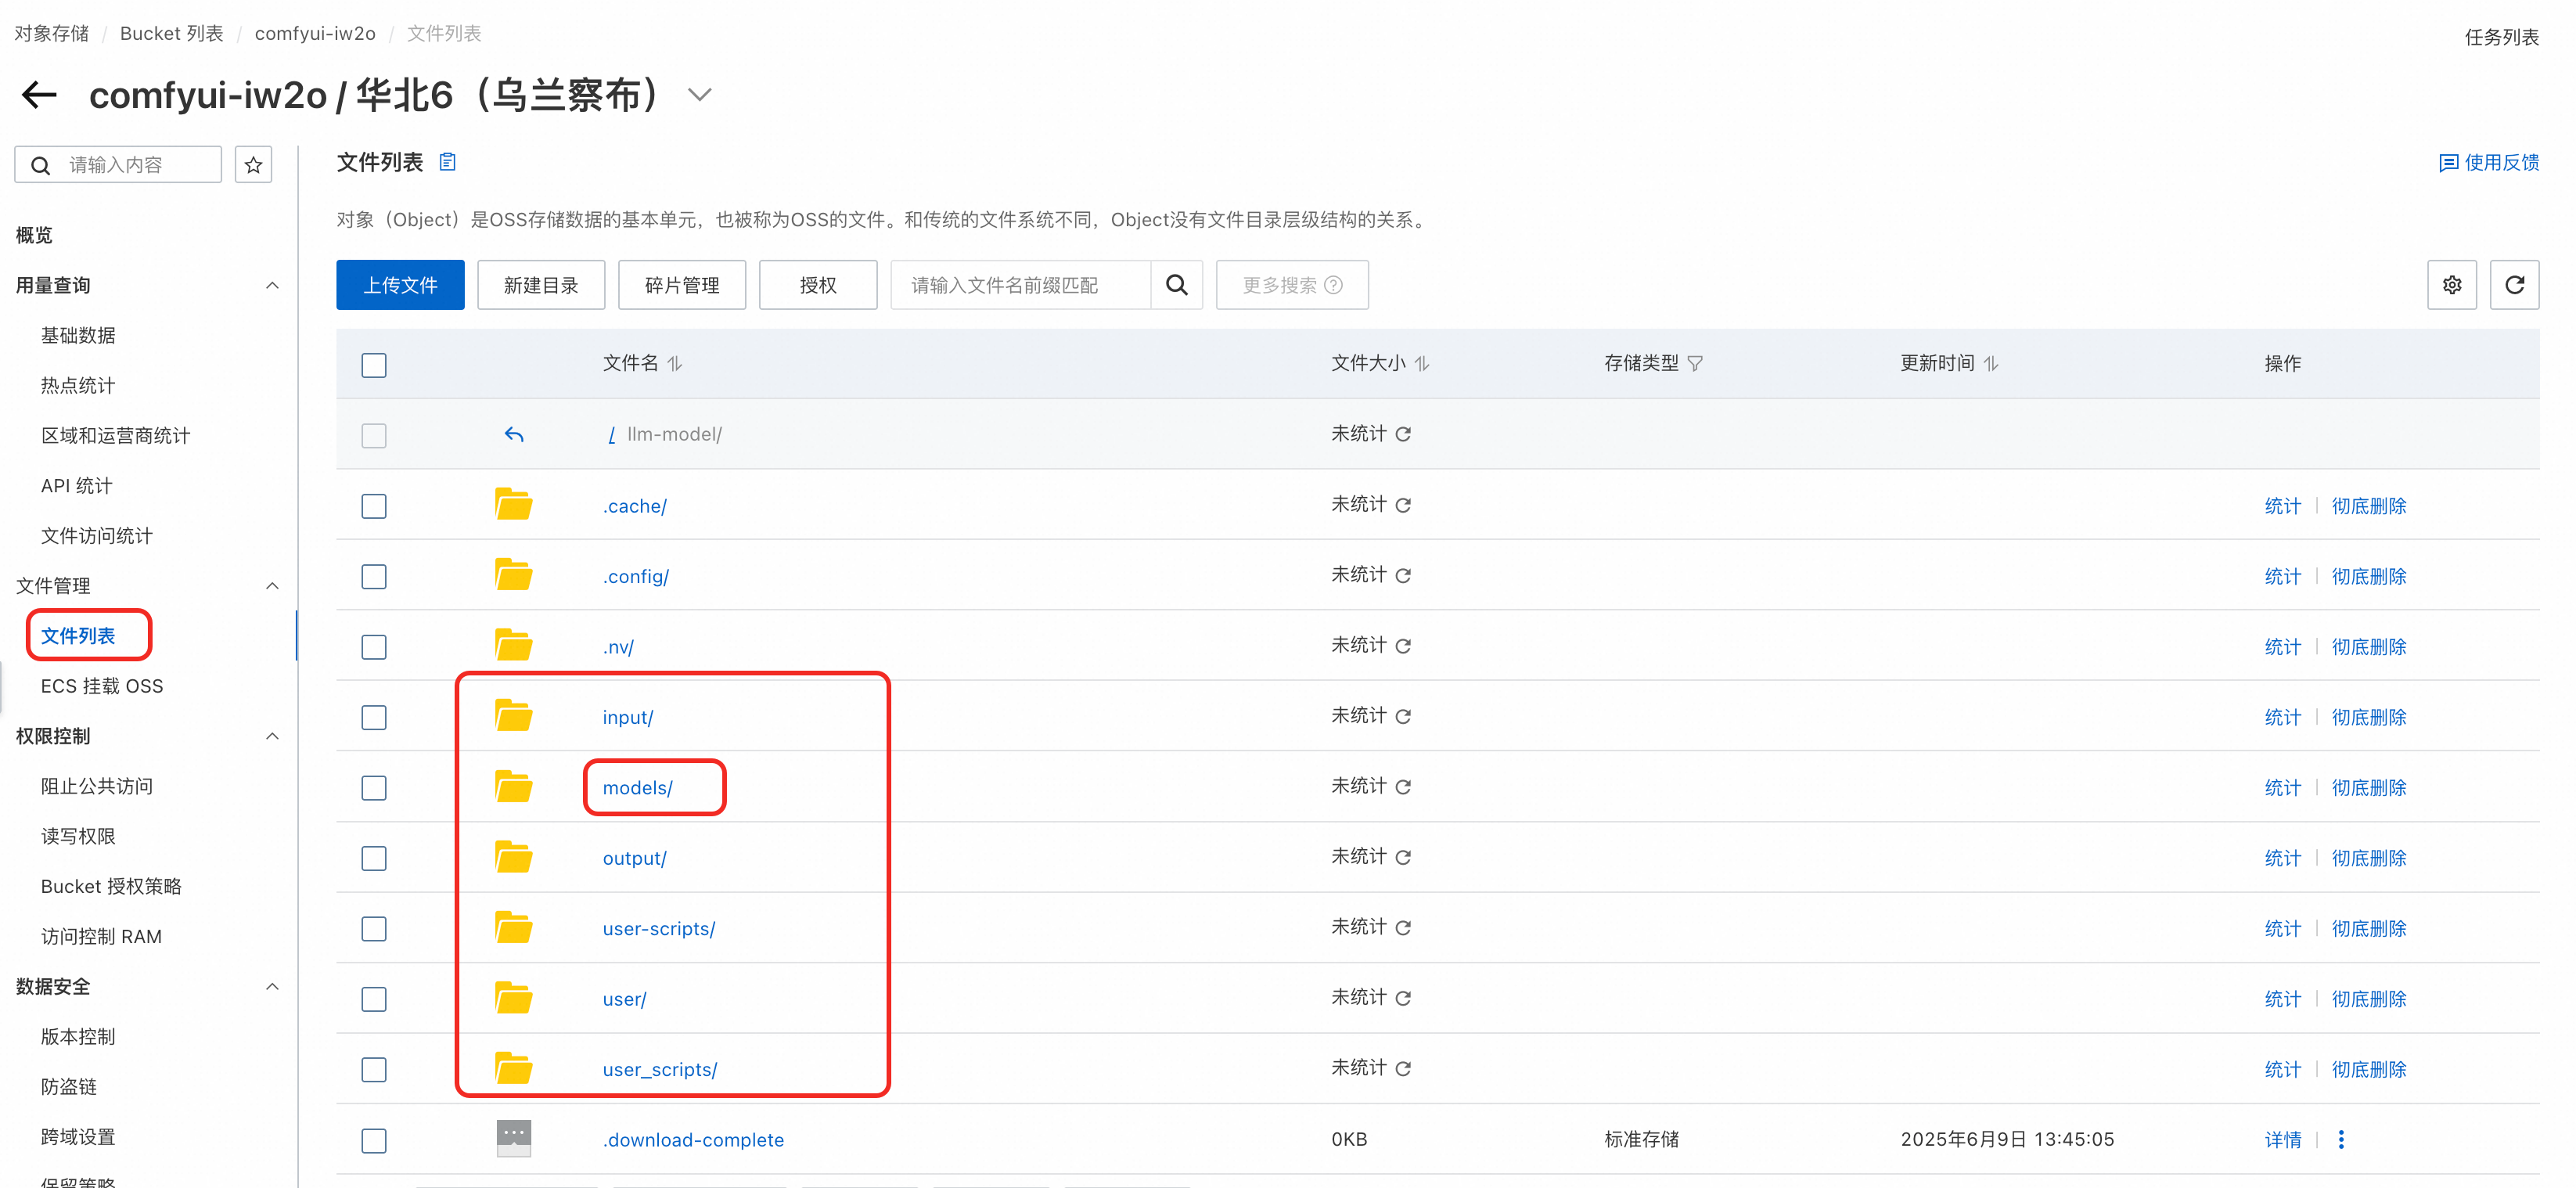 对象存储 / Bucket 列表 / comfyui-iw2o / 文件列表
任务列表
comfyui-iw2o / 华北6（乌兰察布）
请输入内容
概览
用量查询
基础数据
热点统计
区域和运营商统计
API 统计
文件访问统计
文件管理
文件列表
ECS 挂载 OSS
权限控制
阻止公共访问
读写权限
Bucket 授权策略
访问控制 RAM
数据安全
版本控制
防盗链
跨域设置
保留策略
文件列表
使用反馈
对象（Object）是OSS存储数据的基本单元，也被称为OSS的文件。和传统的文件系统不同，Object没有文件目录层级结构的关系。
上传文件 新建目录 碎片管理 授权 请输入文件名前缀匹配 更多搜索
文件名 文件大小 存储类型 更新时间 操作
/ llm-model/ 未统计
.cache/ 未统计 统计 | 彻底删除
.config/ 未统计 统计 | 彻底删除
.nv/ 未统计 统计 | 彻底删除
input/ 未统计 统计 | 彻底删除
models/ 未统计 统计 | 彻底删除
output/ 未统计 统计 | 彻底删除
user-scripts/ 未统计 统计 | 彻底删除
user/ 未统计 统计 | 彻底删除
user_scripts/ 未统计 统计 | 彻底删除
.download-complete 0KB 标准存储 2025年6月9日 13:45:05 详情 |